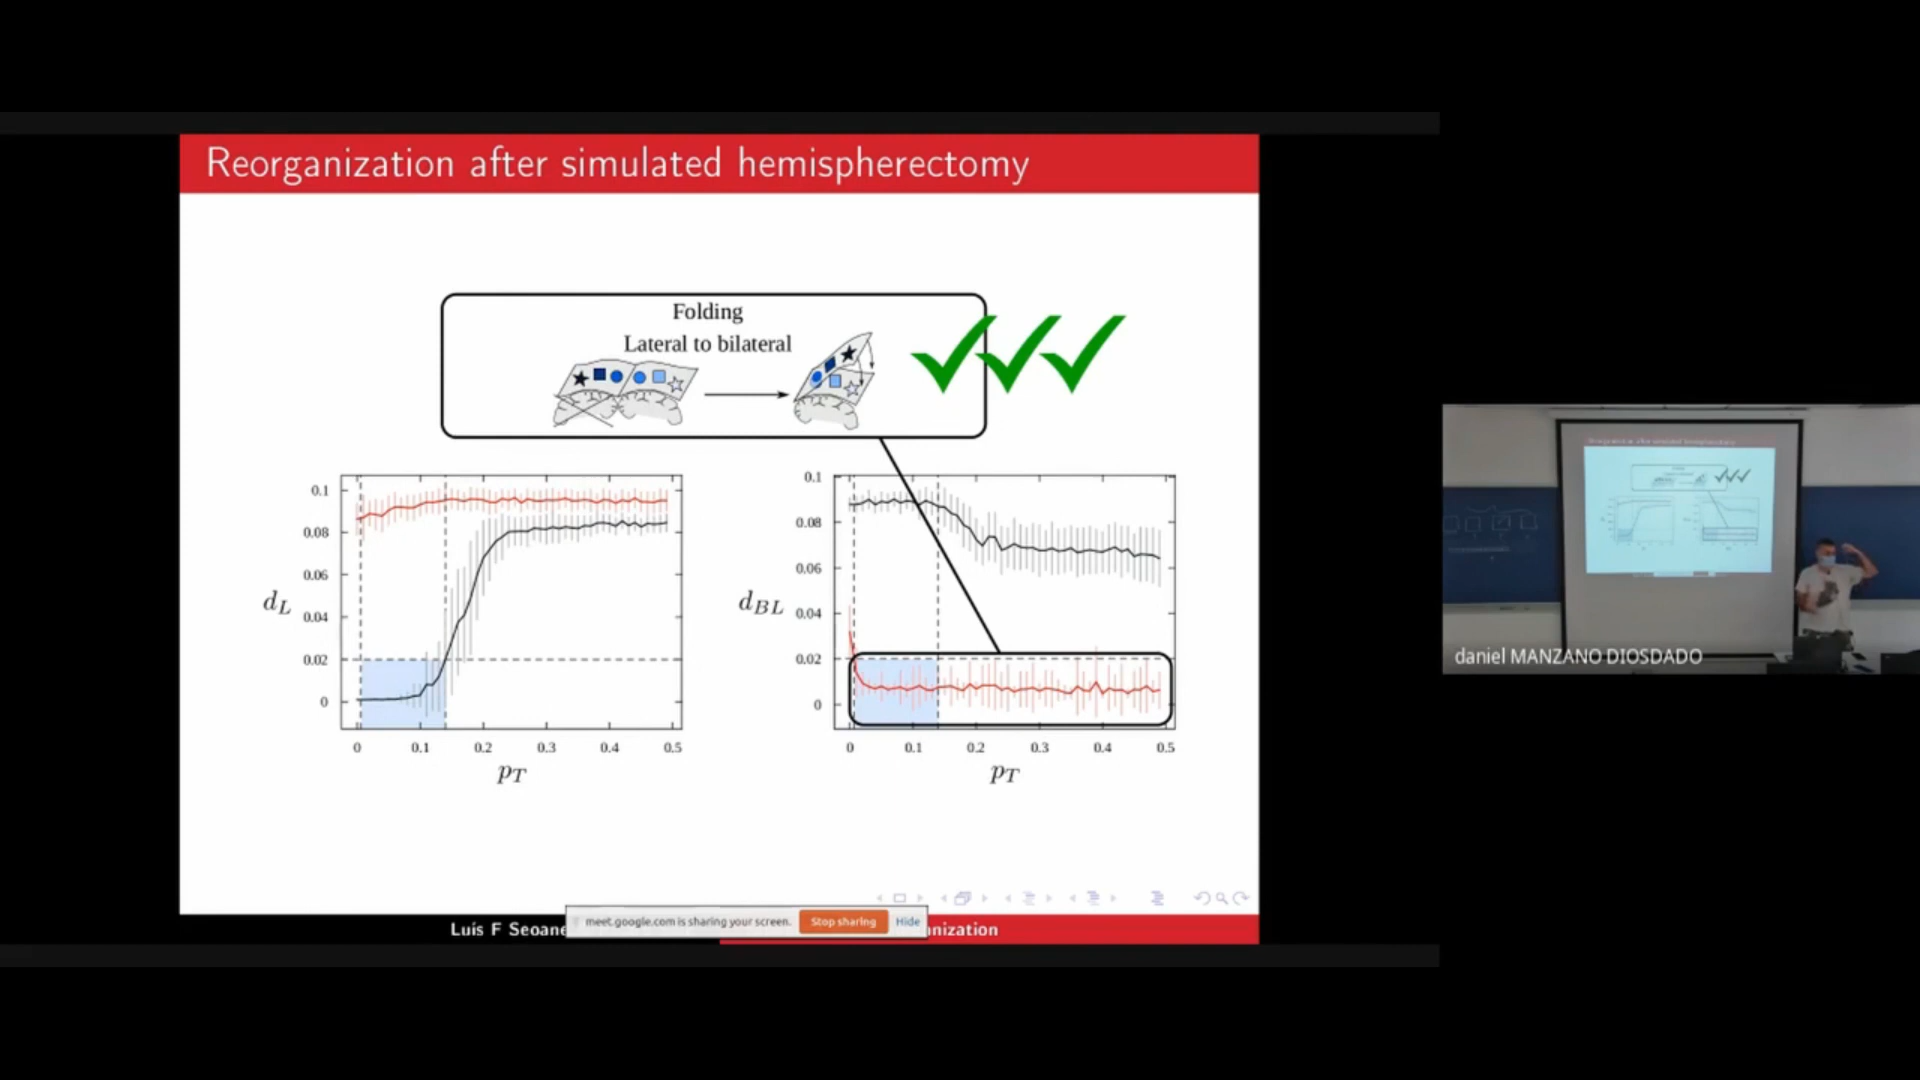 Reorganization after simulated hemispherectomy
Folding
Lateral to bilateral
0.1
0.08
0.06
0.04
0.02
0
d_L
0 0.1 0.2 0.3 0.4 0.5
p_T
0.1
0.08
0.06
0.04
0.02
0
d_BL
0 0.1 0.2 0.3 0.4 0.5
p_T
meet.google.com is sharing your screen. Stop sharing Hide
Luís F Seoane
daniel MANZANO DIOSDADO